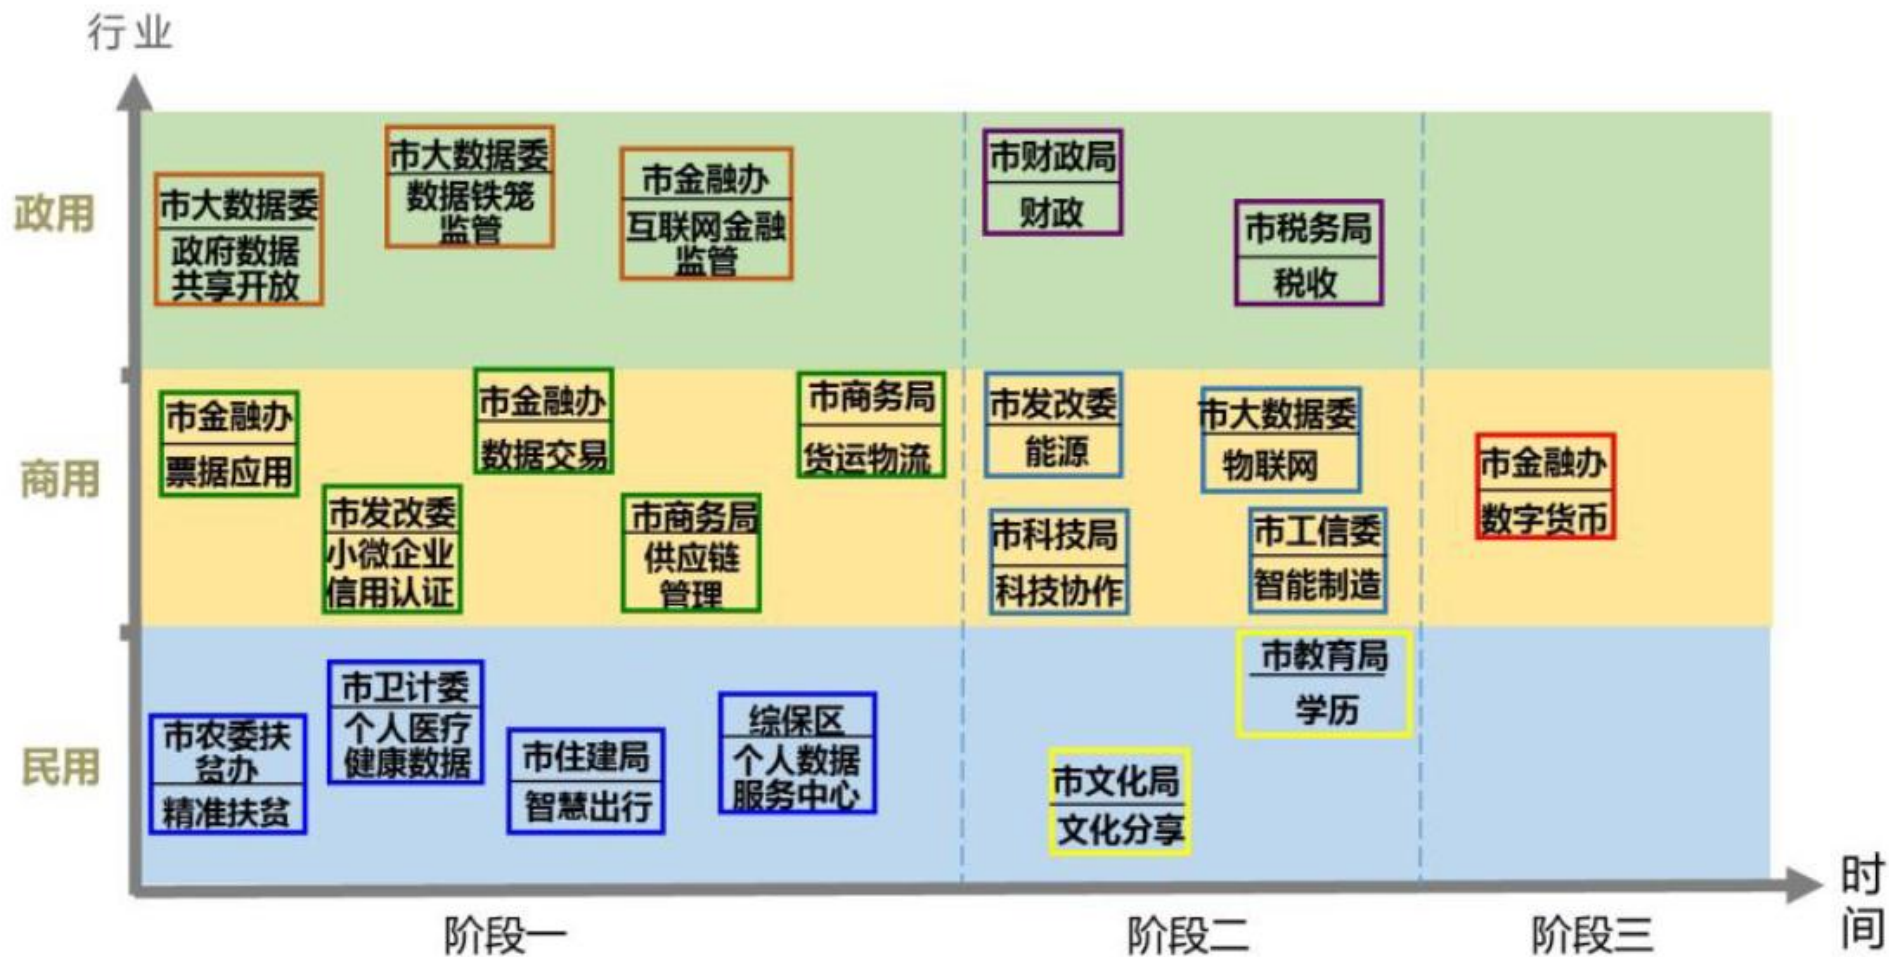 行业
政用
市大数据委
政府数据
共享开放
市大数据委
数据铁笼
监管
市金融办
互联网金融
监管
市财政局
财政
市税务局
税收
商用
市金融办
票据应用
市发改委
小微企业
信用认证
市金融办
数据交易
市商务局
供应链
管理
市商务局
货运物流
市发改委
能源
市大数据委
物联网
市科技局
科技协作
市工信委
智能制造
市金融办
数字货币
民用
市农委扶
贫办
精准扶贫
市卫计委
个人医疗
健康数据
市住建局
智慧出行
综保区
个人数据
服务中心
市教育局
学历
市文化局
文化分享
阶段一
阶段二
阶段三
时
间